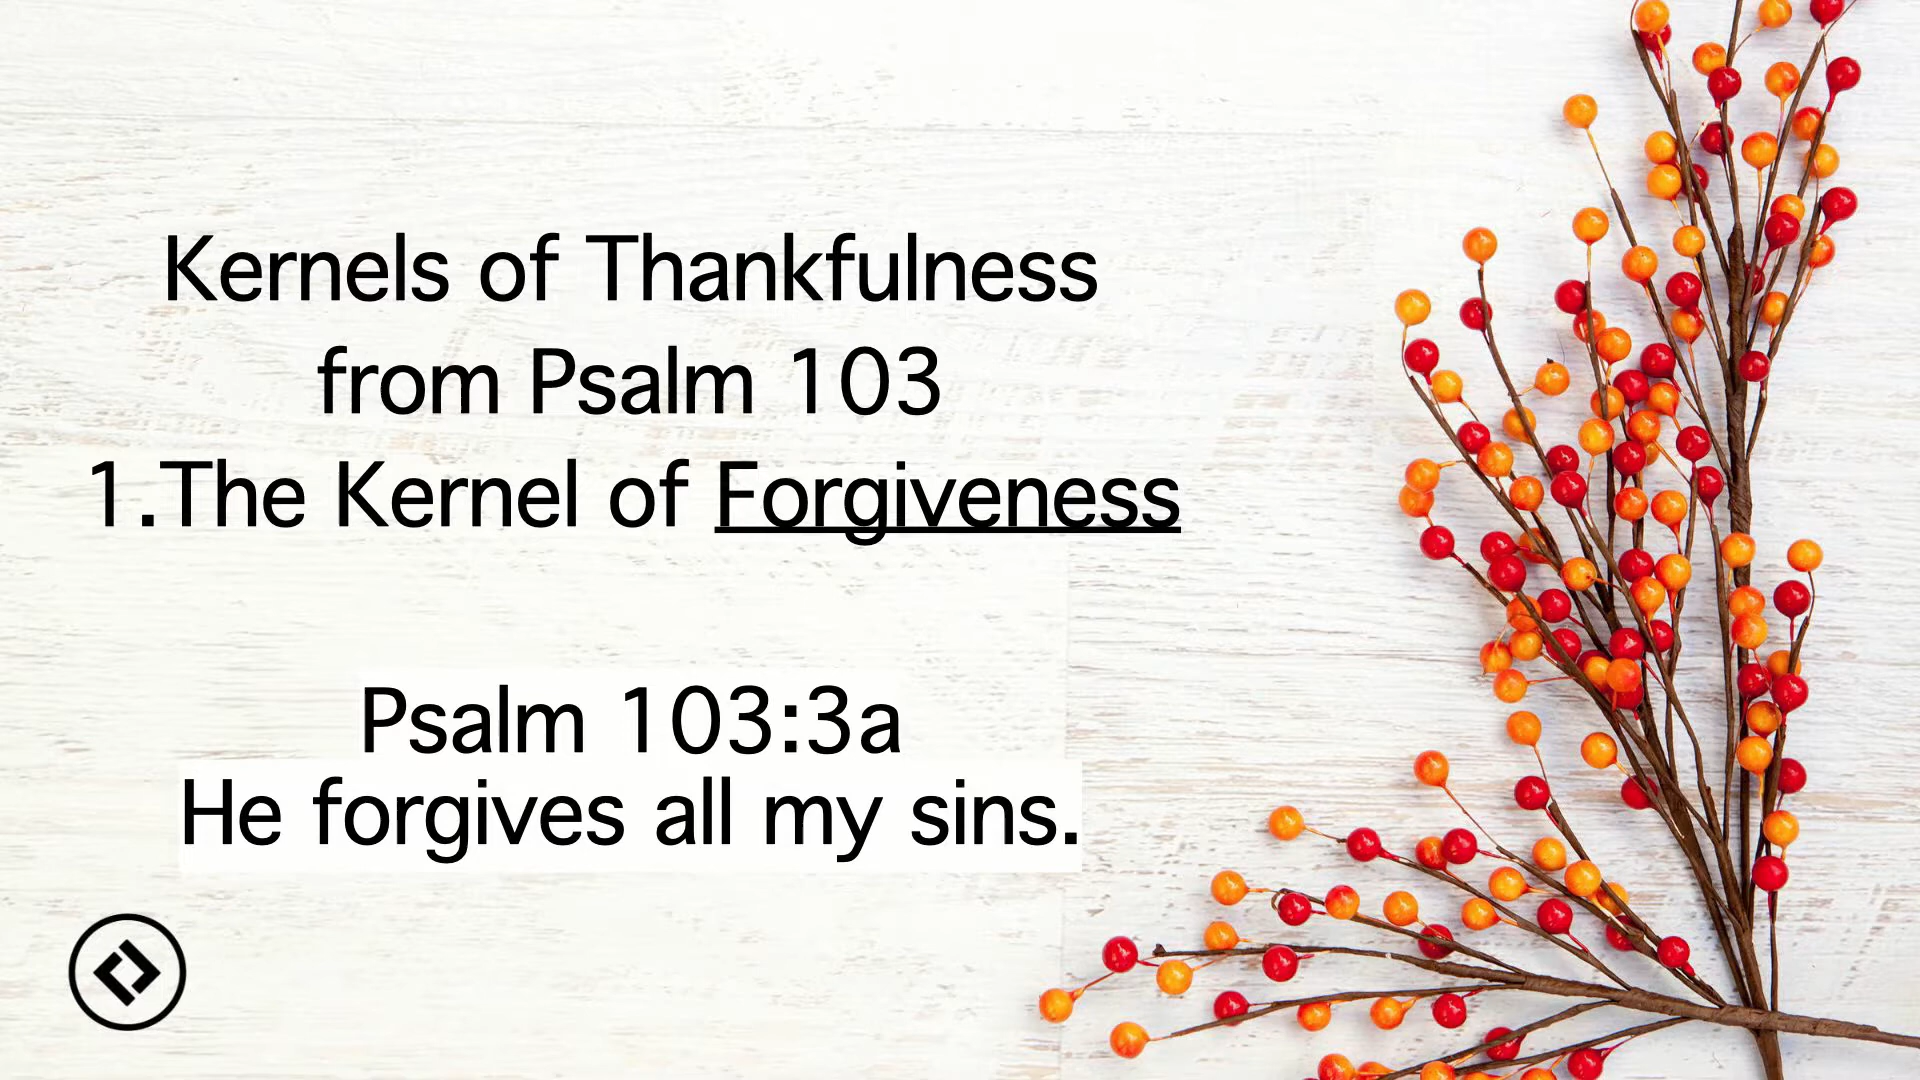 Kernels of Thankfulness
from Psalm 103
1.The Kernel of Forgiveness
Psalm 103:3a
He forgives all my sins.